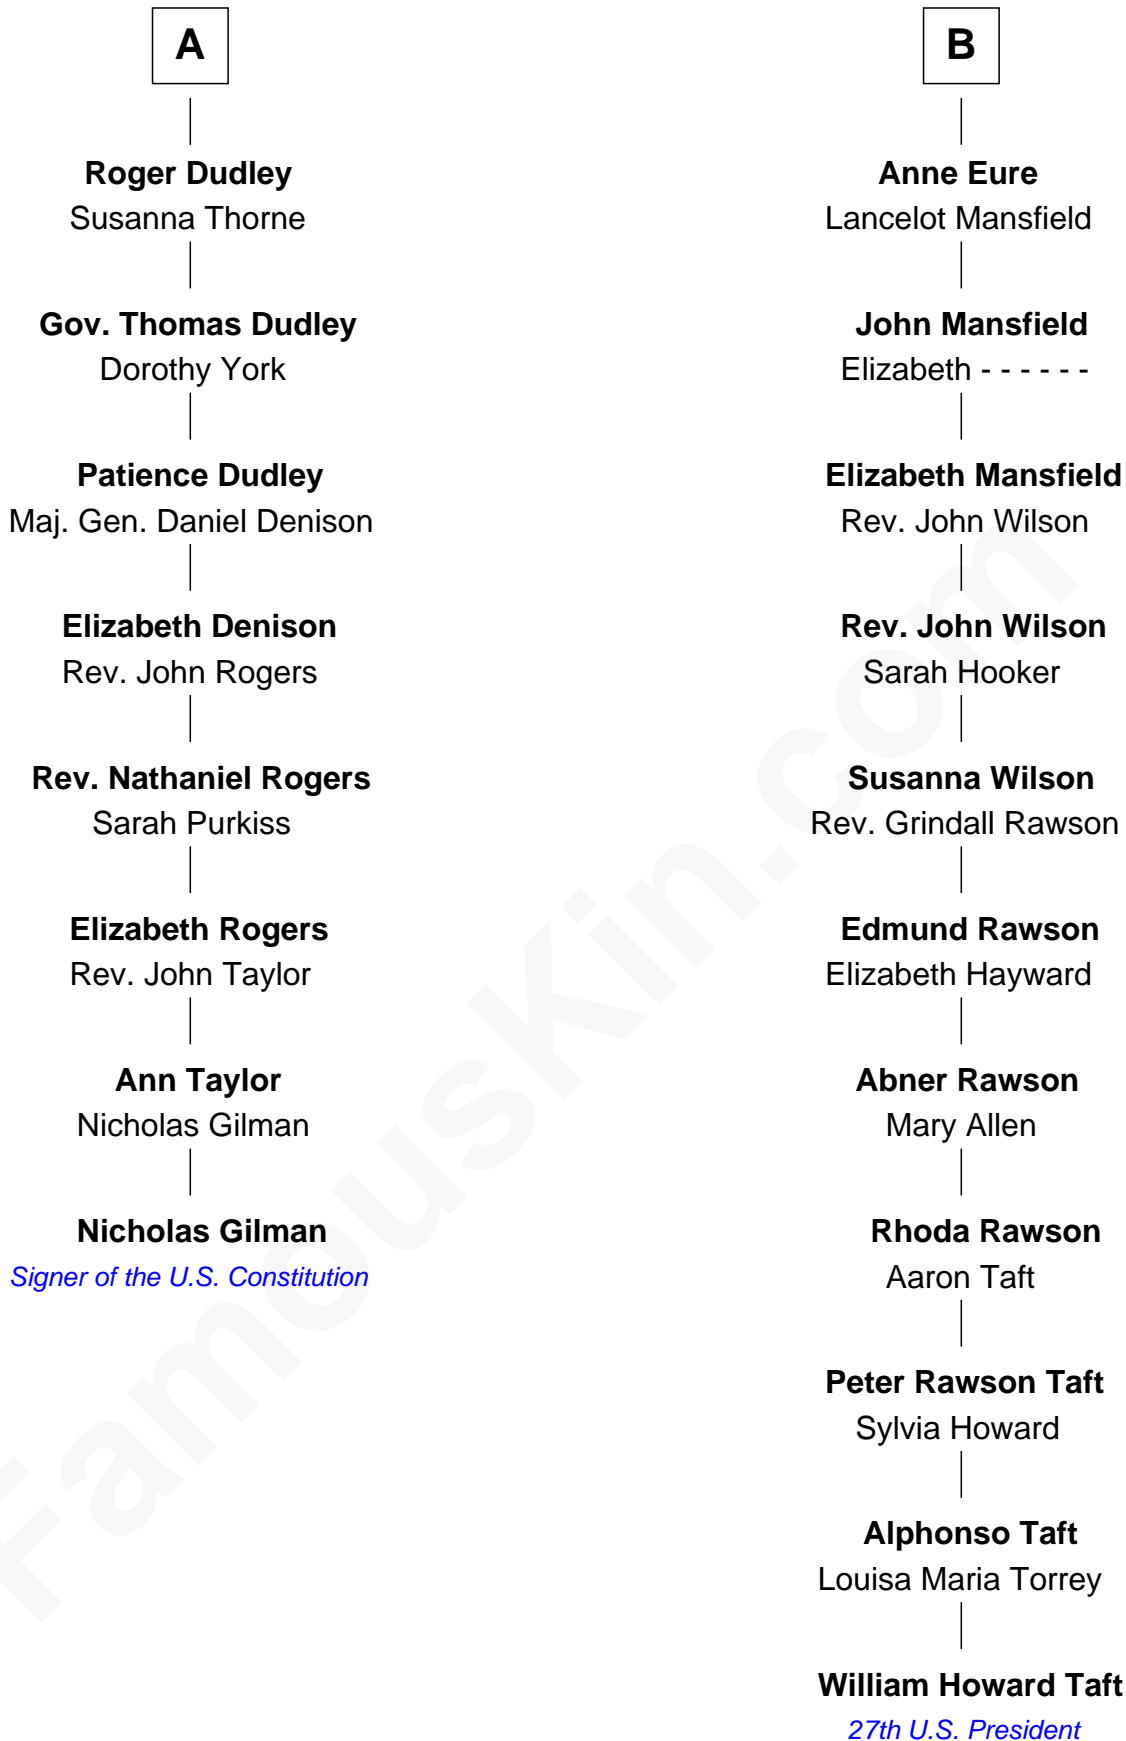 A
Roger Dudley
Susanna Thorne
Gov. Thomas Dudley
Dorothy York
Patience Dudley
Maj. Gen. Daniel Denison
Elizabeth Denison
Rev. John Rogers
Rev. Nathaniel Rogers
Sarah Purkiss
Elizabeth Rogers
Rev. John Taylor
Ann Taylor
Nicholas Gilman
Nicholas Gilman
Signer of the U.S. Constitution
B
Anne Eure
Lancelot Mansfield
John Mansfield
Elizabeth - - - - - -
Elizabeth Mansfield
Rev. John Wilson
Rev. John Wilson
Sarah Hooker
Susanna Wilson
Rev. Grindall Rawson
Edmund Rawson
Elizabeth Hayward
Abner Rawson
Mary Allen
Rhoda Rawson
Aaron Taft
Peter Rawson Taft
Sylvia Howard
Alphonso Taft
Louisa Maria Torrey
William Howard Taft
27th U.S. President
FamousKin.com